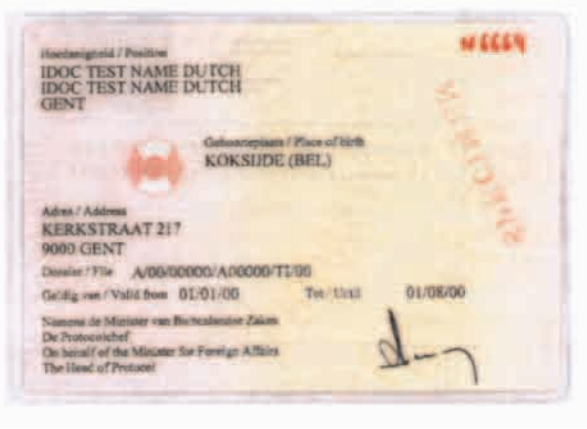 Hoedanigheid / Position
N 6664
IDOC TEST NAME DUTCH
IDOC TEST NAME DUTCH
GENT
SPECIMEN
Geboorteplaats / Place of birth
KOKSIJDE (BEL)
Adres / Address
KERKSTRAAT 217
9000 GENT
Dossier / File A/00/00000/A00000/TI/00
Geldig van / Valid from 01/01/00 Tot / Until 01/08/00
Namens de Minister van Buitenlandse Zaken
De Protocolchef
On behalf of the Minister for Foreign Affairs
The Head of Protocol